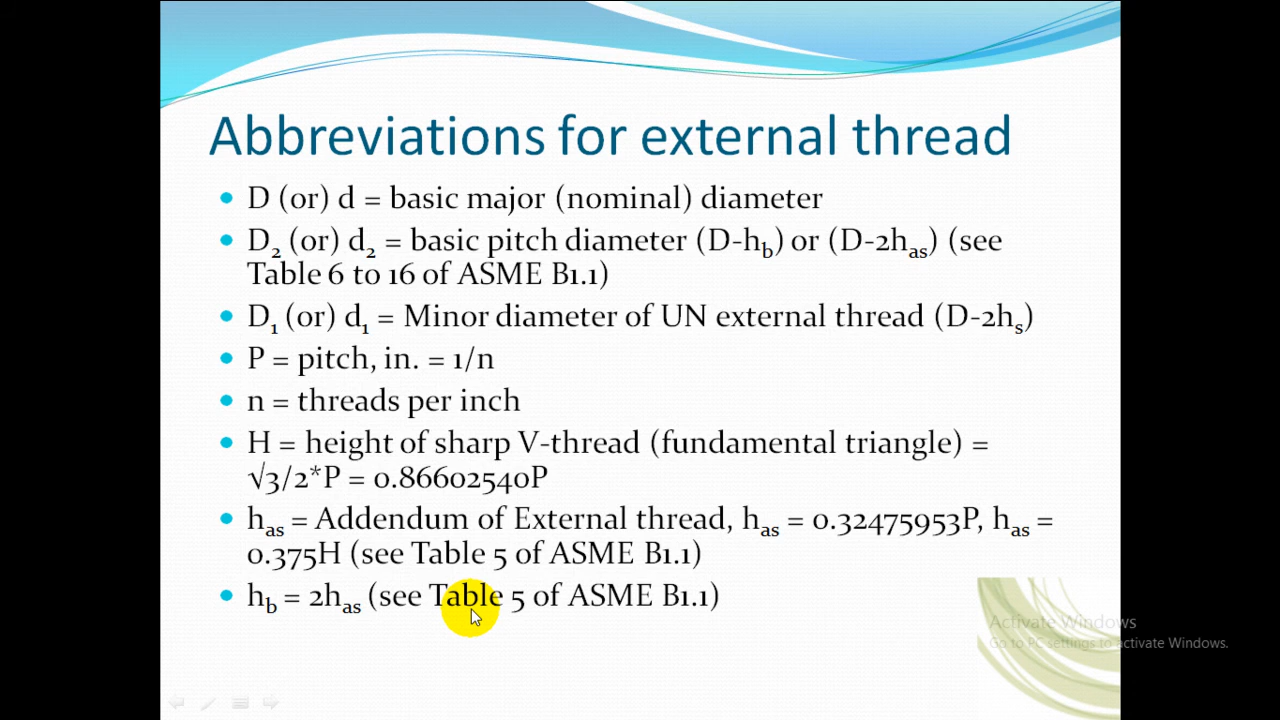 Abbreviations for external thread
• D (or) d = basic major (nominal) diameter
• D₂ (or) d₂ = basic pitch diameter (D-h_b) or (D-2h_as) (see
Table 6 to 16 of ASME B1.1)
• D₁ (or) d₁ = Minor diameter of UN external thread (D-2h_s)
• P = pitch, in. = 1/n
• n = threads per inch
• H = height of sharp V-thread (fundamental triangle) =
√3/2*P = 0.86602540P
• h_as = Addendum of External thread, h_as = 0.32475953P, h_as =
0.375H (see Table 5 of ASME B1.1)
• h_b = 2h_as (see Table 5 of ASME B1.1)
Activate Windows
Go to PC settings to activate Windows.